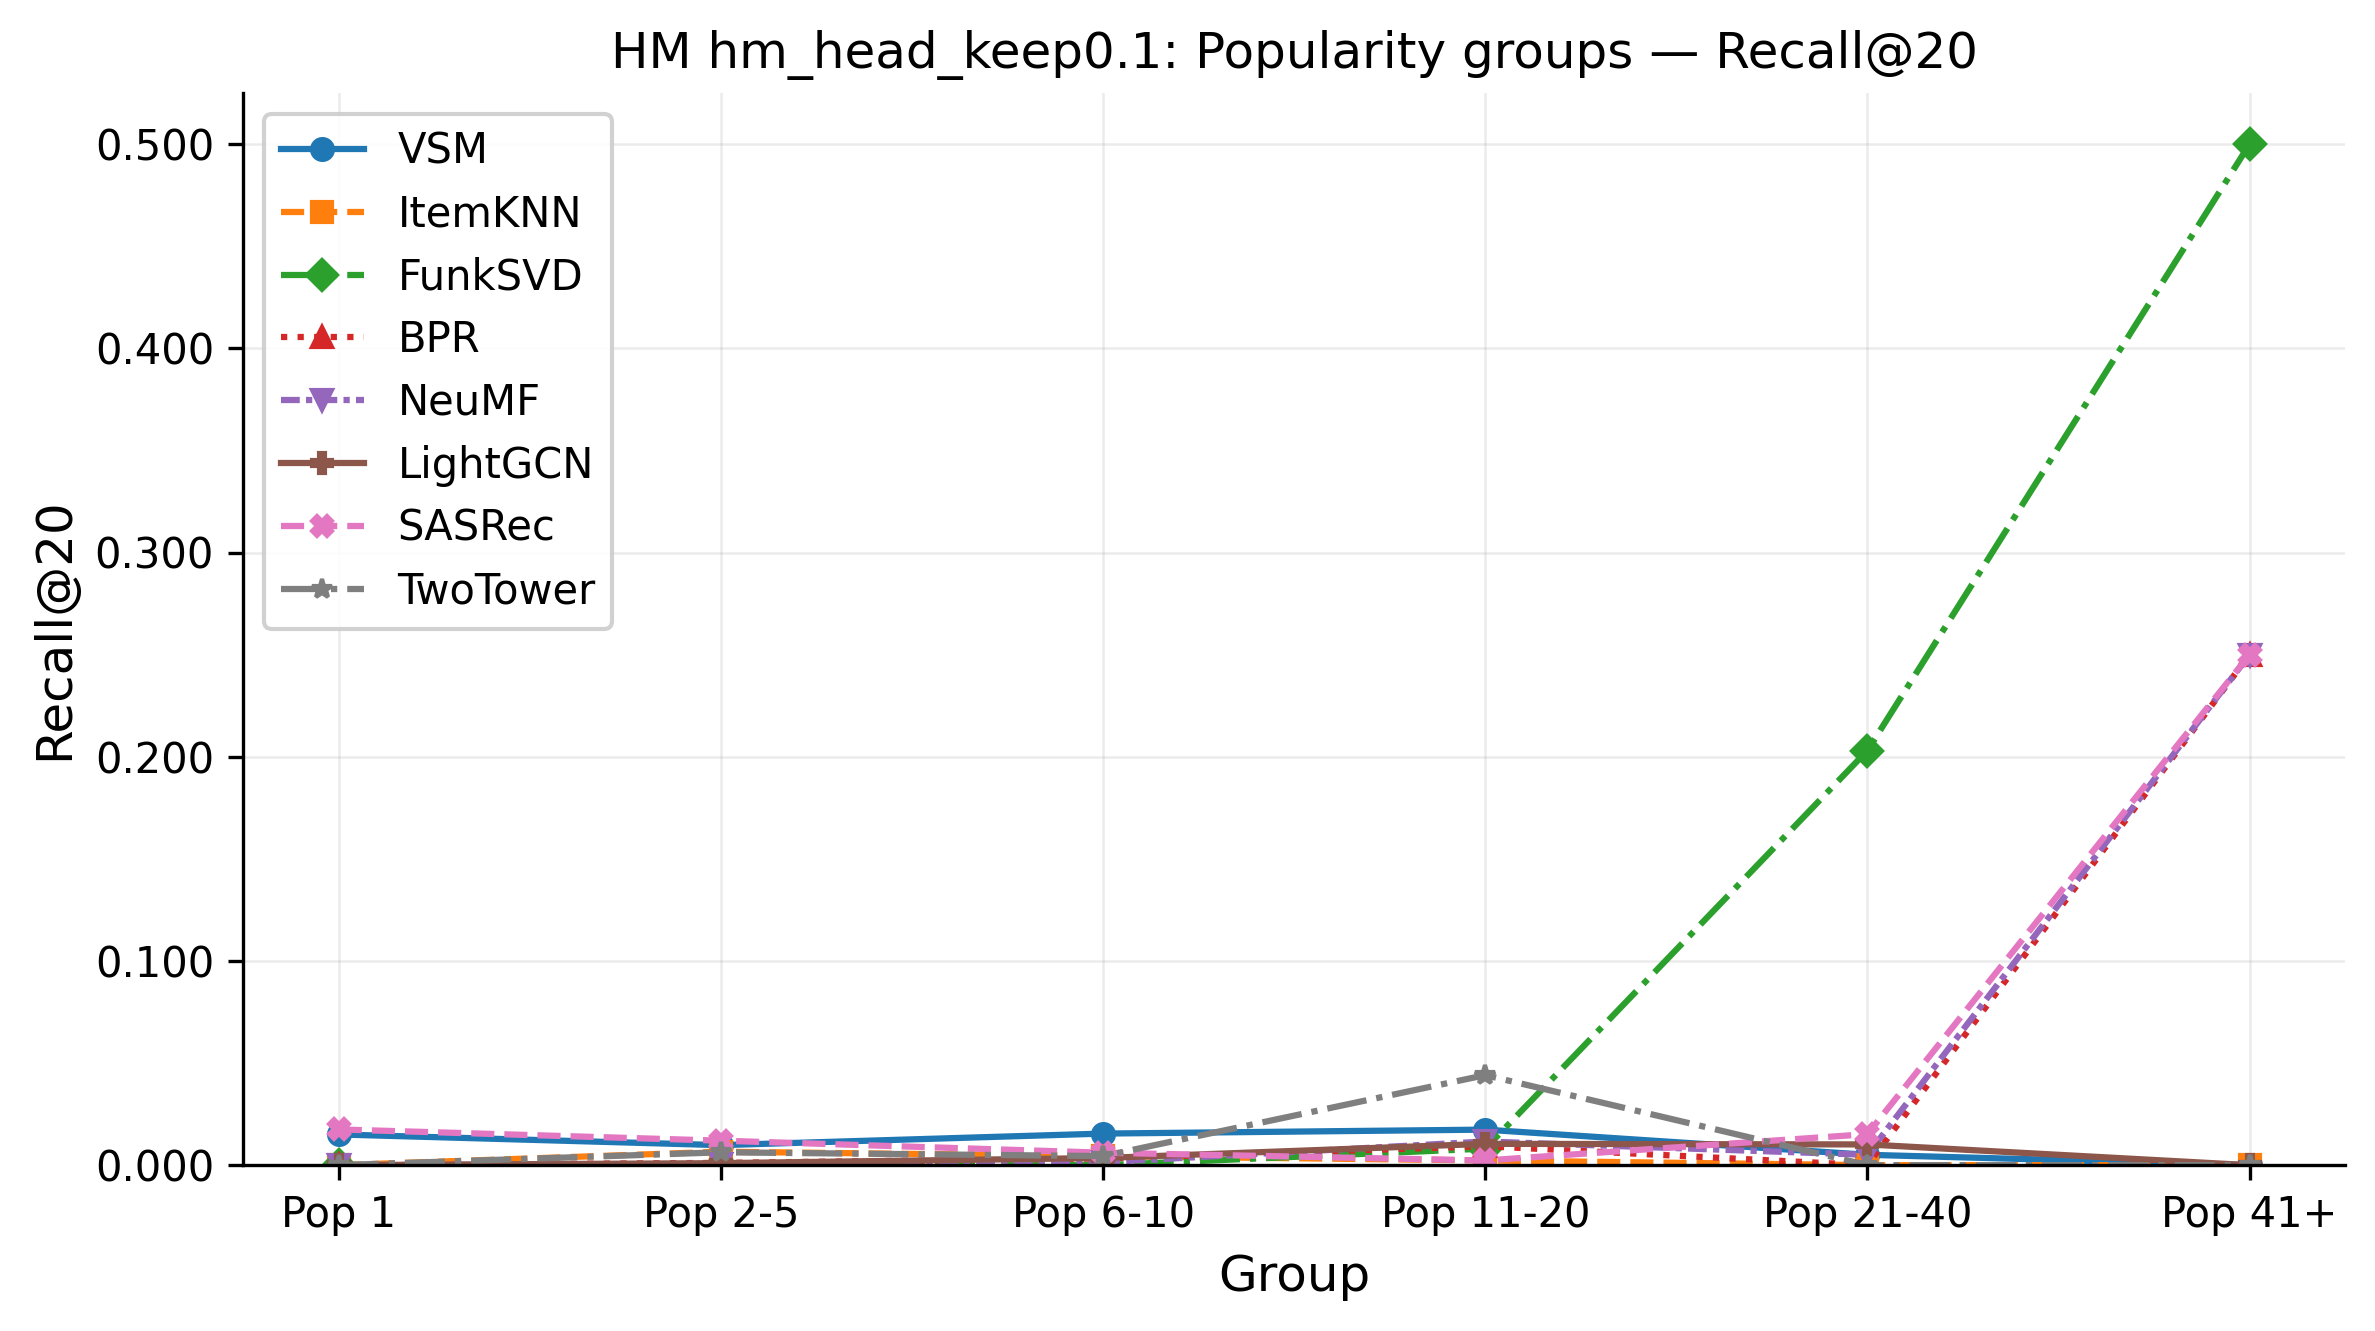 HM hm_head_keep0.1: Popularity groups — Recall@20
VSM
ItemKNN
FunkSVD
BPR
NeuMF
LightGCN
SASRec
TwoTower
Recall@20
0.500
0.400
0.300
0.200
0.100
0.000
Pop 1 Pop 2-5 Pop 6-10 Pop 11-20 Pop 21-40 Pop 41+
Group